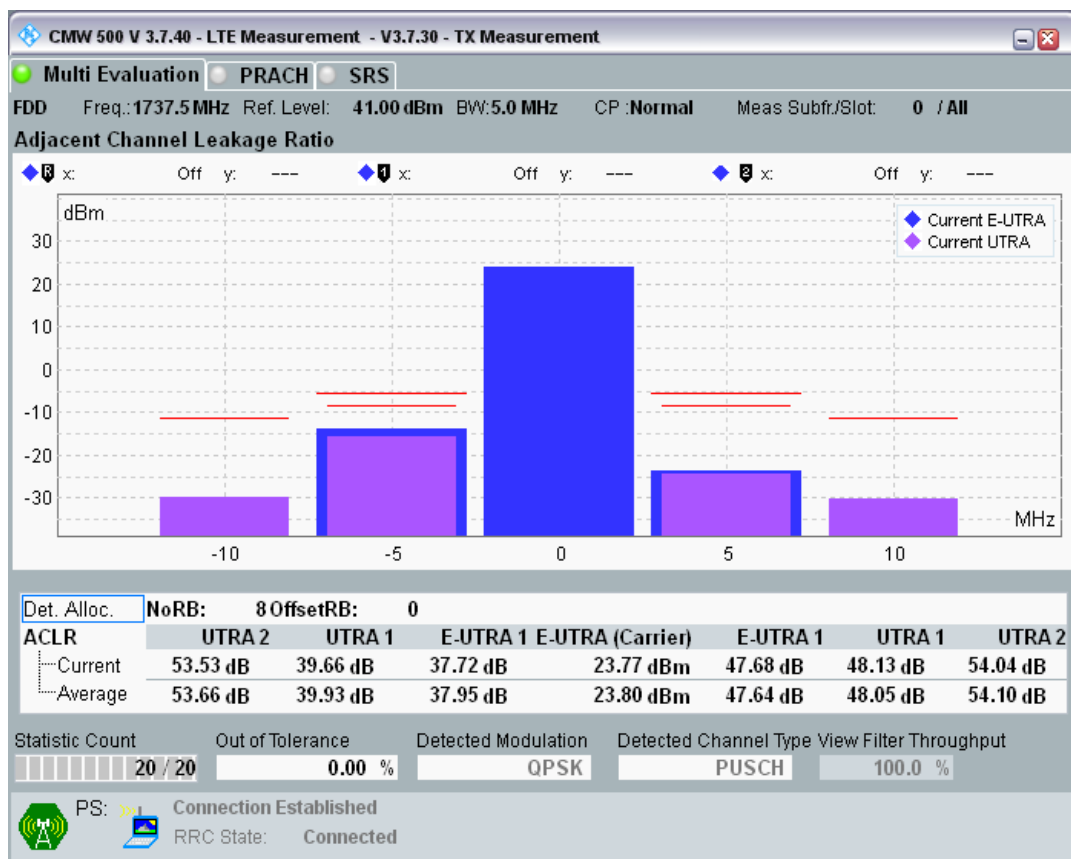 CMW 500 V 3.7.40 - LTE Measurement - V3.7.30 - TX Measurement
Multi Evaluation PRACH SRS
FDD Freq.: 1737.5 MHz Ref. Level: 41.00 dBm BW: 5.0 MHz CP :Normal Meas Subfr./Slot: 0 / All
Adjacent Channel Leakage Ratio
R x: Off y: --- 1 x: Off y: --- 2 x: Off y: ---
dBm
Current E-UTRA
Current UTRA
30
20
10
0
-10
-20
-30
MHz
-10 -5 0 5 10
Det. Alloc. NoRB: 8 OffsetRB: 0
ACLR UTRA 2 UTRA 1 E-UTRA 1 E-UTRA (Carrier) E-UTRA 1 UTRA 1 UTRA 2
Current 53.53 dB 39.66 dB 37.72 dB 23.77 dBm 47.68 dB 48.13 dB 54.04 dB
Average 53.66 dB 39.93 dB 37.95 dB 23.80 dBm 47.64 dB 48.05 dB 54.10 dB
Statistic Count Out of Tolerance Detected Modulation Detected Channel Type View Filter Throughput
20 / 20 0.00 % QPSK PUSCH 100.0 %
PS: Connection Established
RRC State: Connected